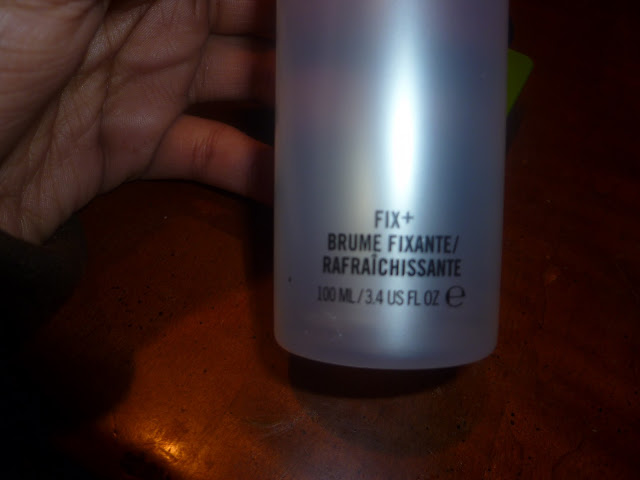 FIX+
BRUME FIXANTE/
RAFRAÎCHISSANTE
100 ML/3.4 US FL OZ ℮